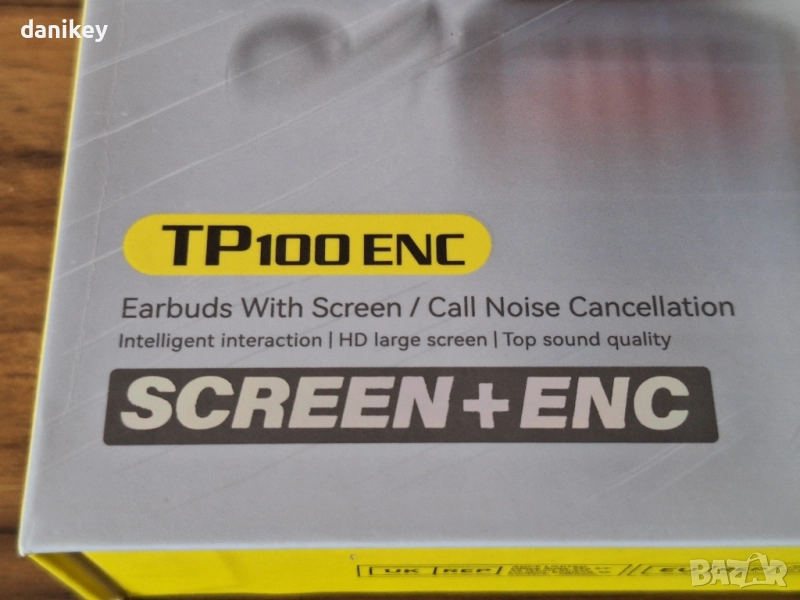 danikey
TP100 ENC
Earbuds With Screen / Call Noise Cancellation
Intelligent interaction | HD large screen | Top sound quality
SCREEN+ENC
UK REP
BAZAR